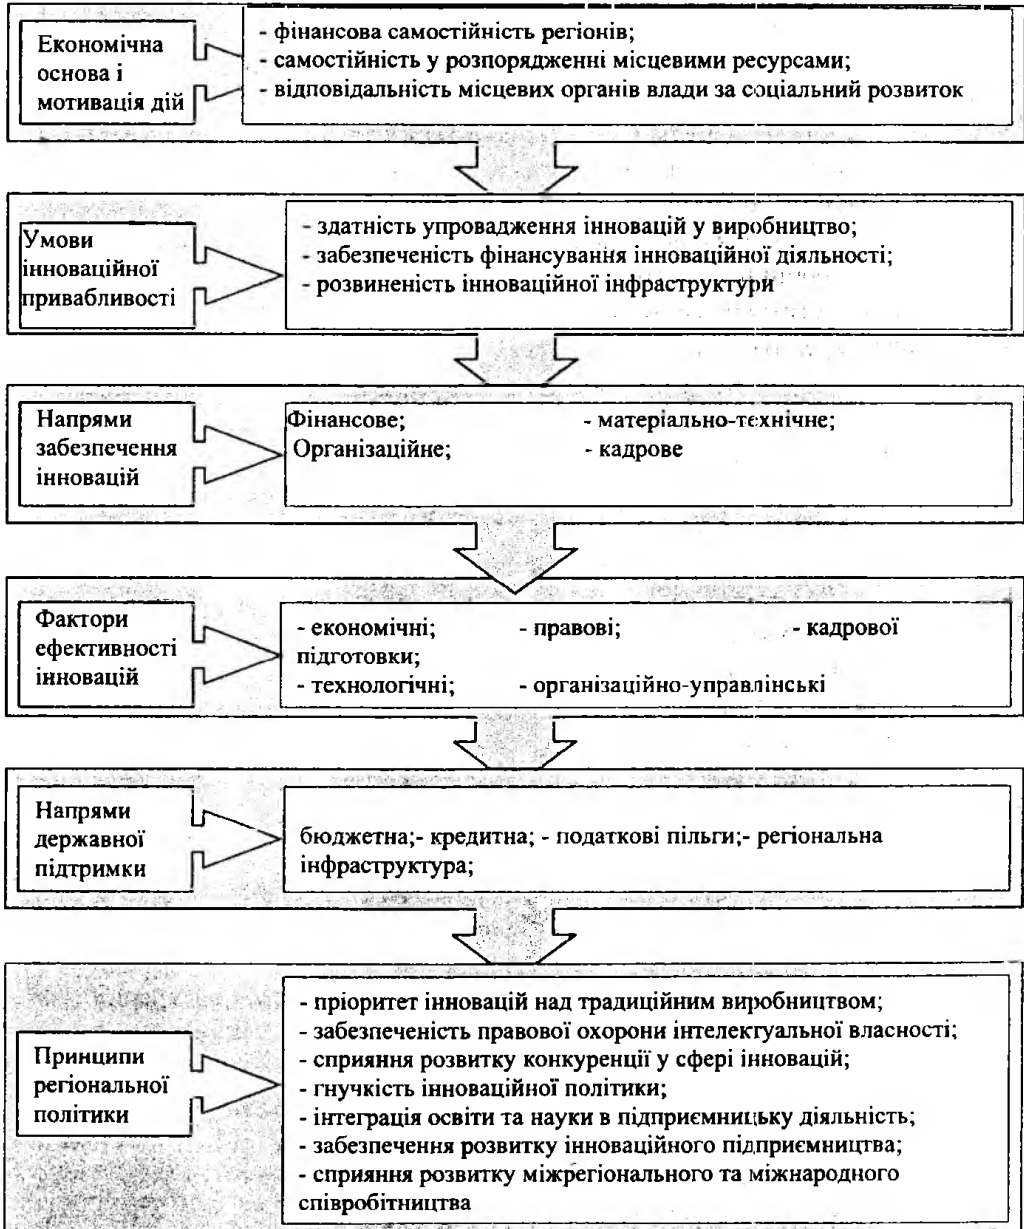 Економічна
основа і
мотивація дій
- фінансова самостійність регіонів;
- самостійність у розпорядженні місцевими ресурсами;
- відповідальність місцевих органів влади за соціальний розвиток
Умови
інноваційної
привабливості
- здатність упровадження інновацій у виробництво;
- забезпеченість фінансування інноваційної діяльності;
- розвиненість інноваційної інфраструктури
Напрями
забезпечення
інновацій
Фінансове; - матеріально-технічне;
Організаційне; - кадрове
Фактори
ефективності
інновацій
- економічні; - правові; - кадрової
підготовки;
- технологічні; - організаційно-управлінські
Напрями
державної
підтримки
бюджетна;- кредитна; - податкові пільги;- регіональна
інфраструктура;
Принципи
регіональної
політики
- пріоритет інновацій над традиційним виробництвом;
- забезпеченість правової охорони інтелектуальної власності;
- сприяння розвитку конкуренції у сфері інновацій;
- гнучкість інноваційної політики;
- інтеграція освіти та науки в підприємницьку діяльність;
- забезпечення розвитку інноваційного підприємництва;
- сприяння розвитку міжрегіонального та міжнародного
співробітництва